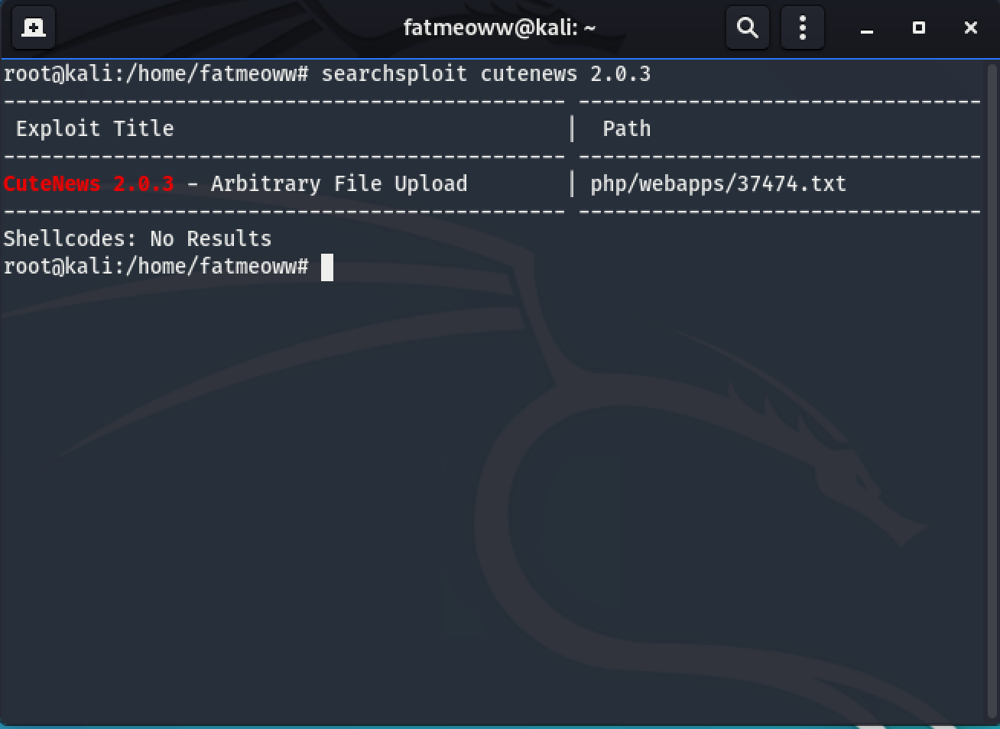 fatmeoww@kali: ~
root@kali:/home/fatmeoww# searchsploit cutenews 2.0.3
---------------------------------------------- ---------------------------------
 Exploit Title                                |  Path
---------------------------------------------- ---------------------------------
CuteNews 2.0.3 - Arbitrary File Upload        | php/webapps/37474.txt
---------------------------------------------- ---------------------------------
Shellcodes: No Results
root@kali:/home/fatmeoww#